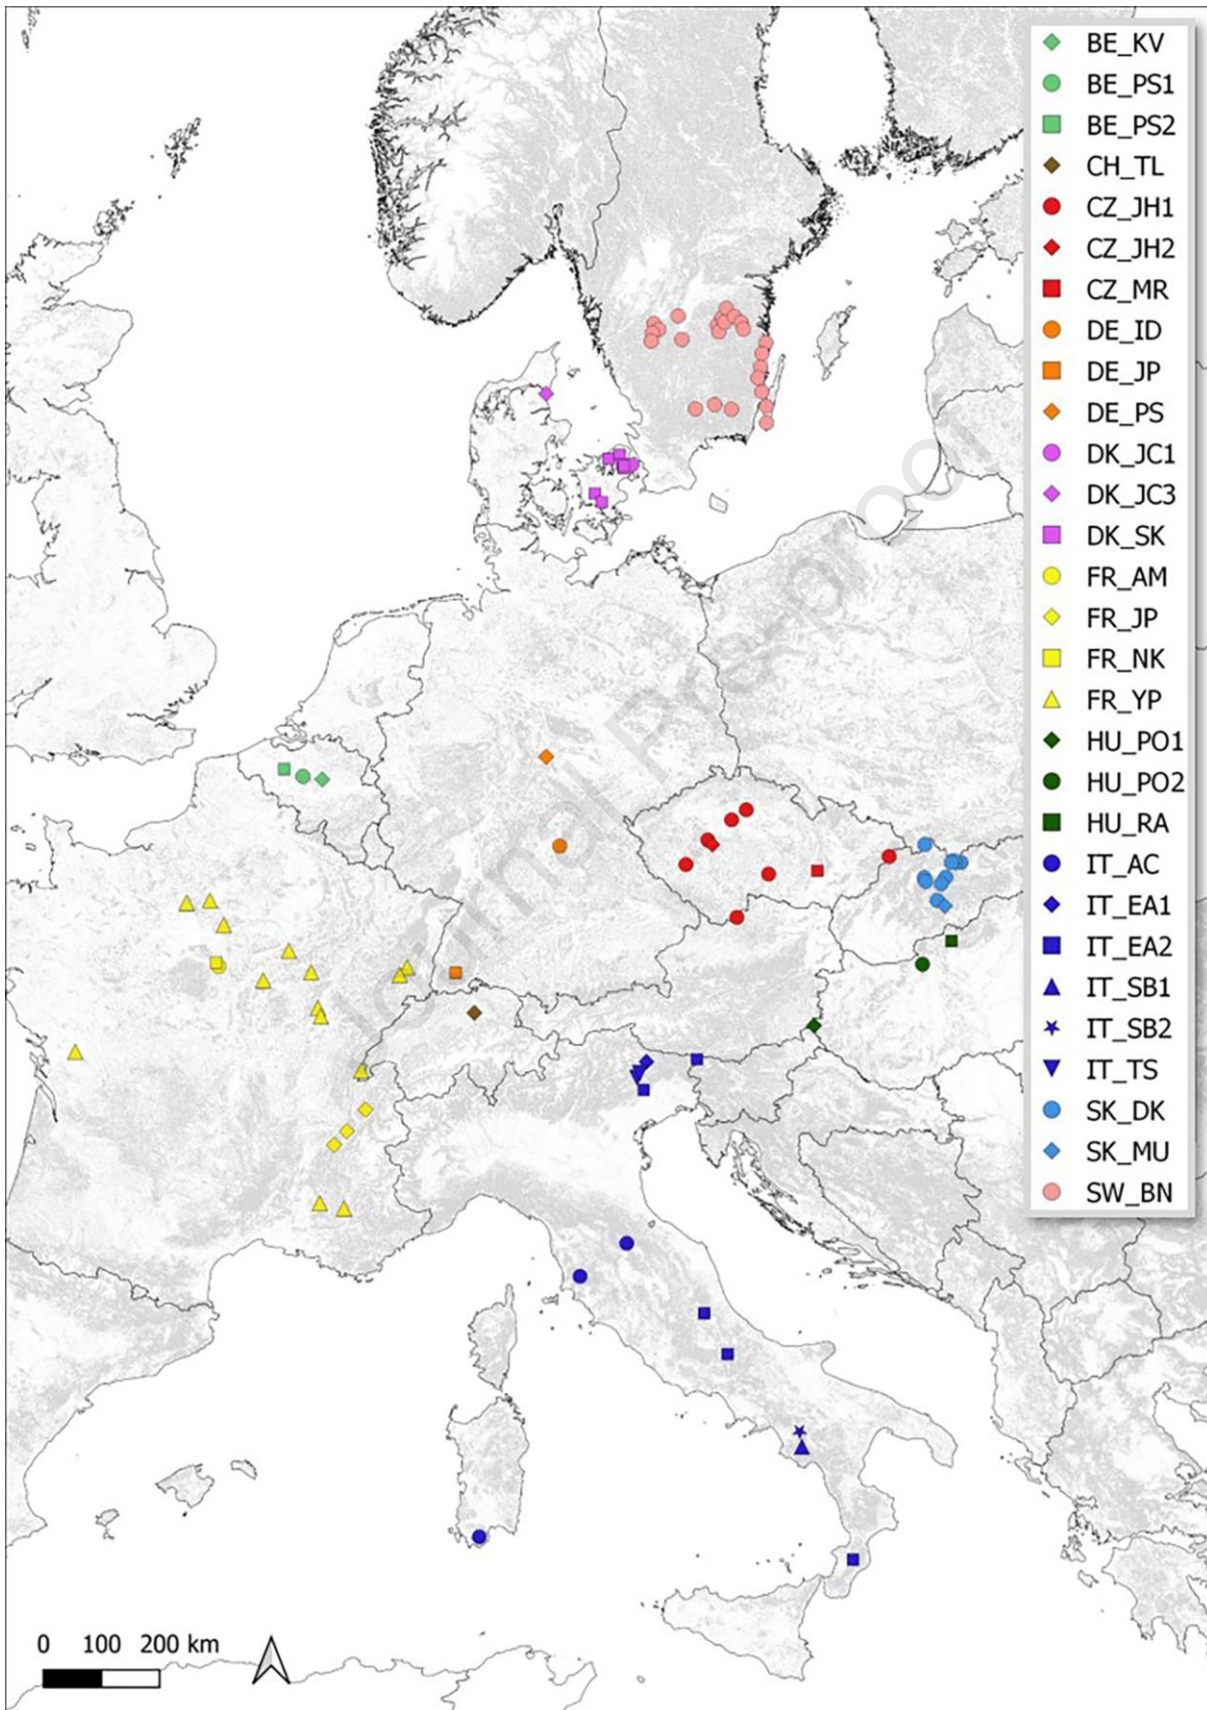 BE_KV
BE_PS1
BE_PS2
CH_TL
CZ_JH1
CZ_JH2
CZ_MR
DE_ID
DE_JP
DE_PS
DK_JC1
DK_JC3
DK_SK
FR_AM
FR_JP
FR_NK
FR_YP
HU_PO1
HU_PO2
HU_RA
IT_AC
IT_EA1
IT_EA2
IT_SB1
IT_SB2
IT_TS
SK_DK
SK_MU
SW_BN
Journal Pre-proof
0 100 200 km